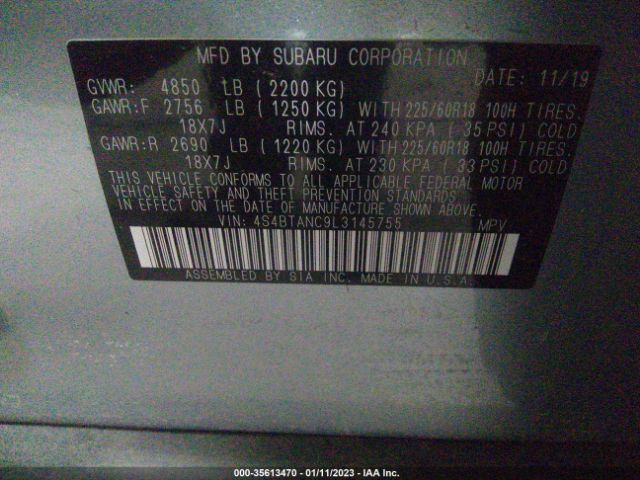 MFD BY SUBARU CORPORATION
DATE: 11/19
GVWR: 4850 LB (2200 KG)
GAWR:F 2756 LB (1250 KG) WITH 225/60R18 100H TIRES.
18X7J RIMS. AT 240 KPA ( 35 PSI) COLD
GAWR:R 2690 LB (1220 KG) WITH 225/60R18 100H TIRES.
18X7J RIMS. AT 230 KPA ( 33 PSI) COLD
THIS VEHICLE CONFORMS TO ALL APPLICABLE FEDERAL MOTOR
VEHICLE SAFETY AND THEFT PREVENTION STANDARDS IN EFFECT
ON THE DATE OF MANUFACTURE SHOWN ABOVE.
VIN: 4S4BTANC9L3145755 MPV
ASSEMBLED BY SIA INC. MADE IN U.S.A.
000-35613470 - 01/11/2023 - IAA Inc.